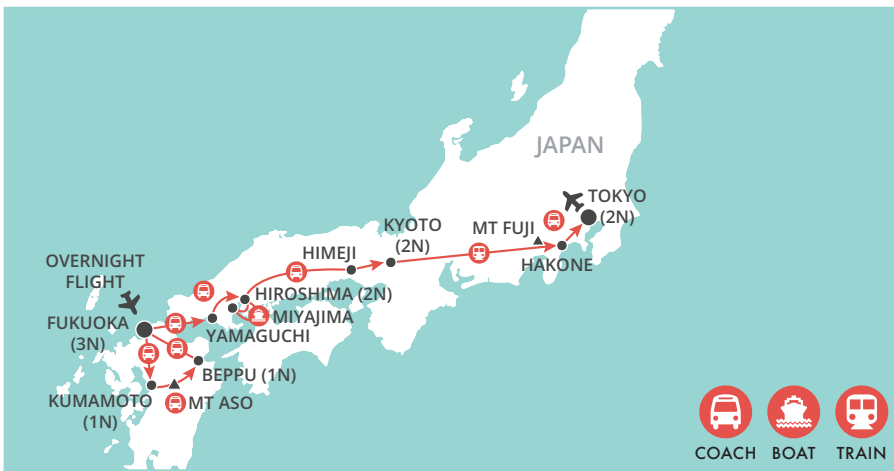 JAPAN
TOKYO
(2N)
KYOTO
(2N)
MT FUJI
HAKONE
HIMEJI
OVERNIGHT
FLIGHT
HIROSHIMA (2N)
MIYAJIMA
FUKUOKA
(3N)
YAMAGUCHI
BEPPU (1N)
KUMAMOTO
(1N)
MT ASO
COACH
BOAT
TRAIN